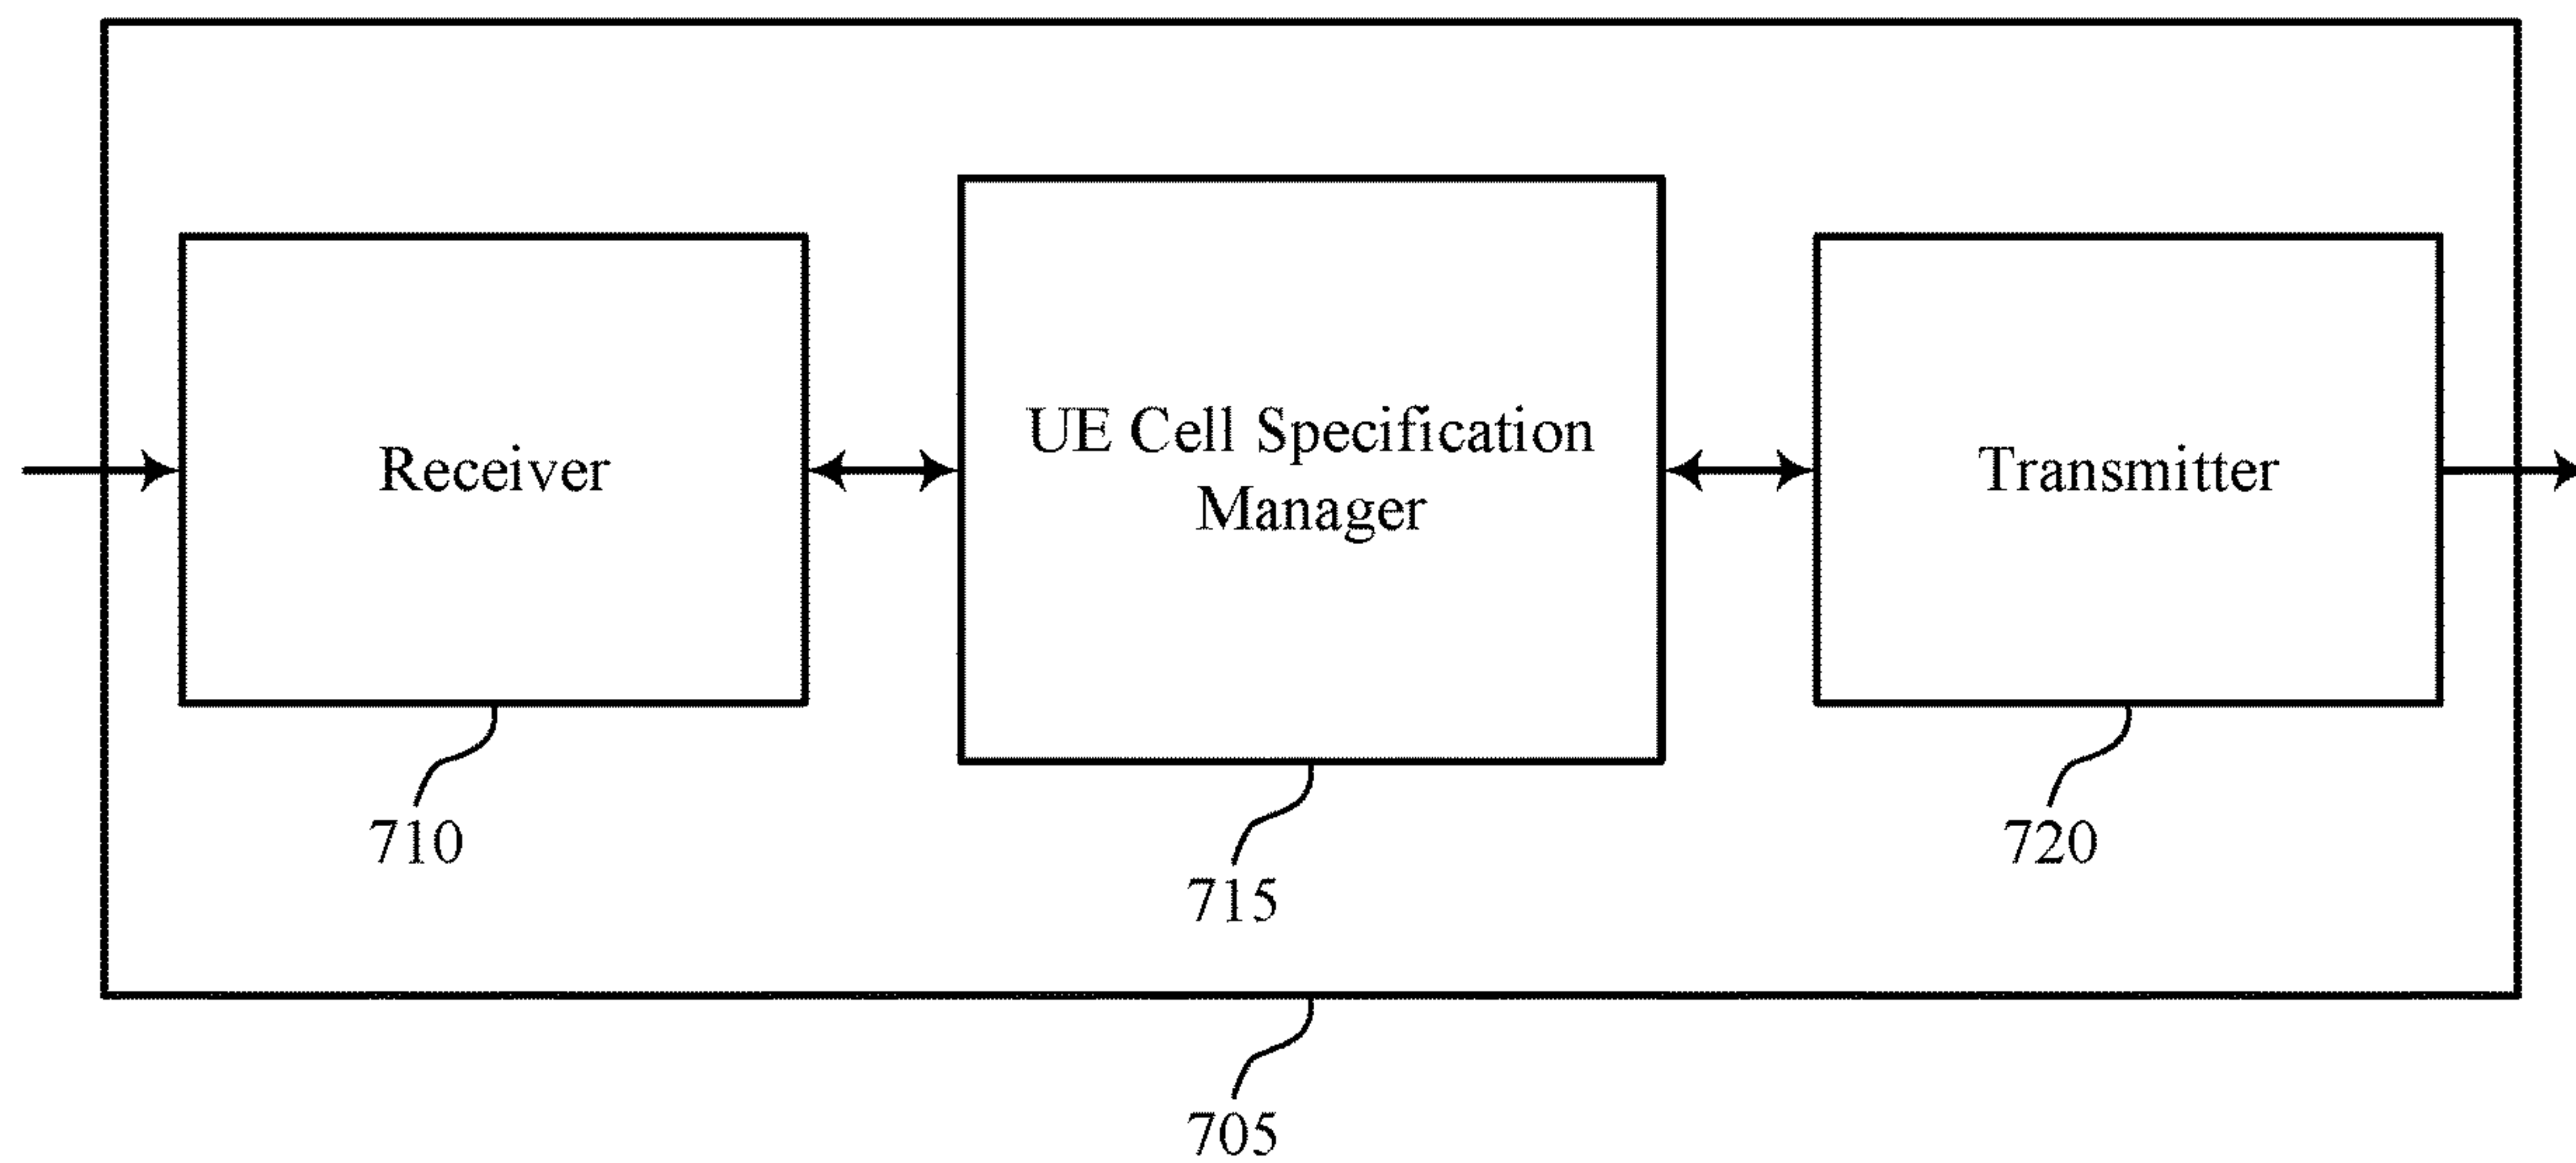 Receiver
UE Cell Specification
Manager
Transmitter
710
715
720
705